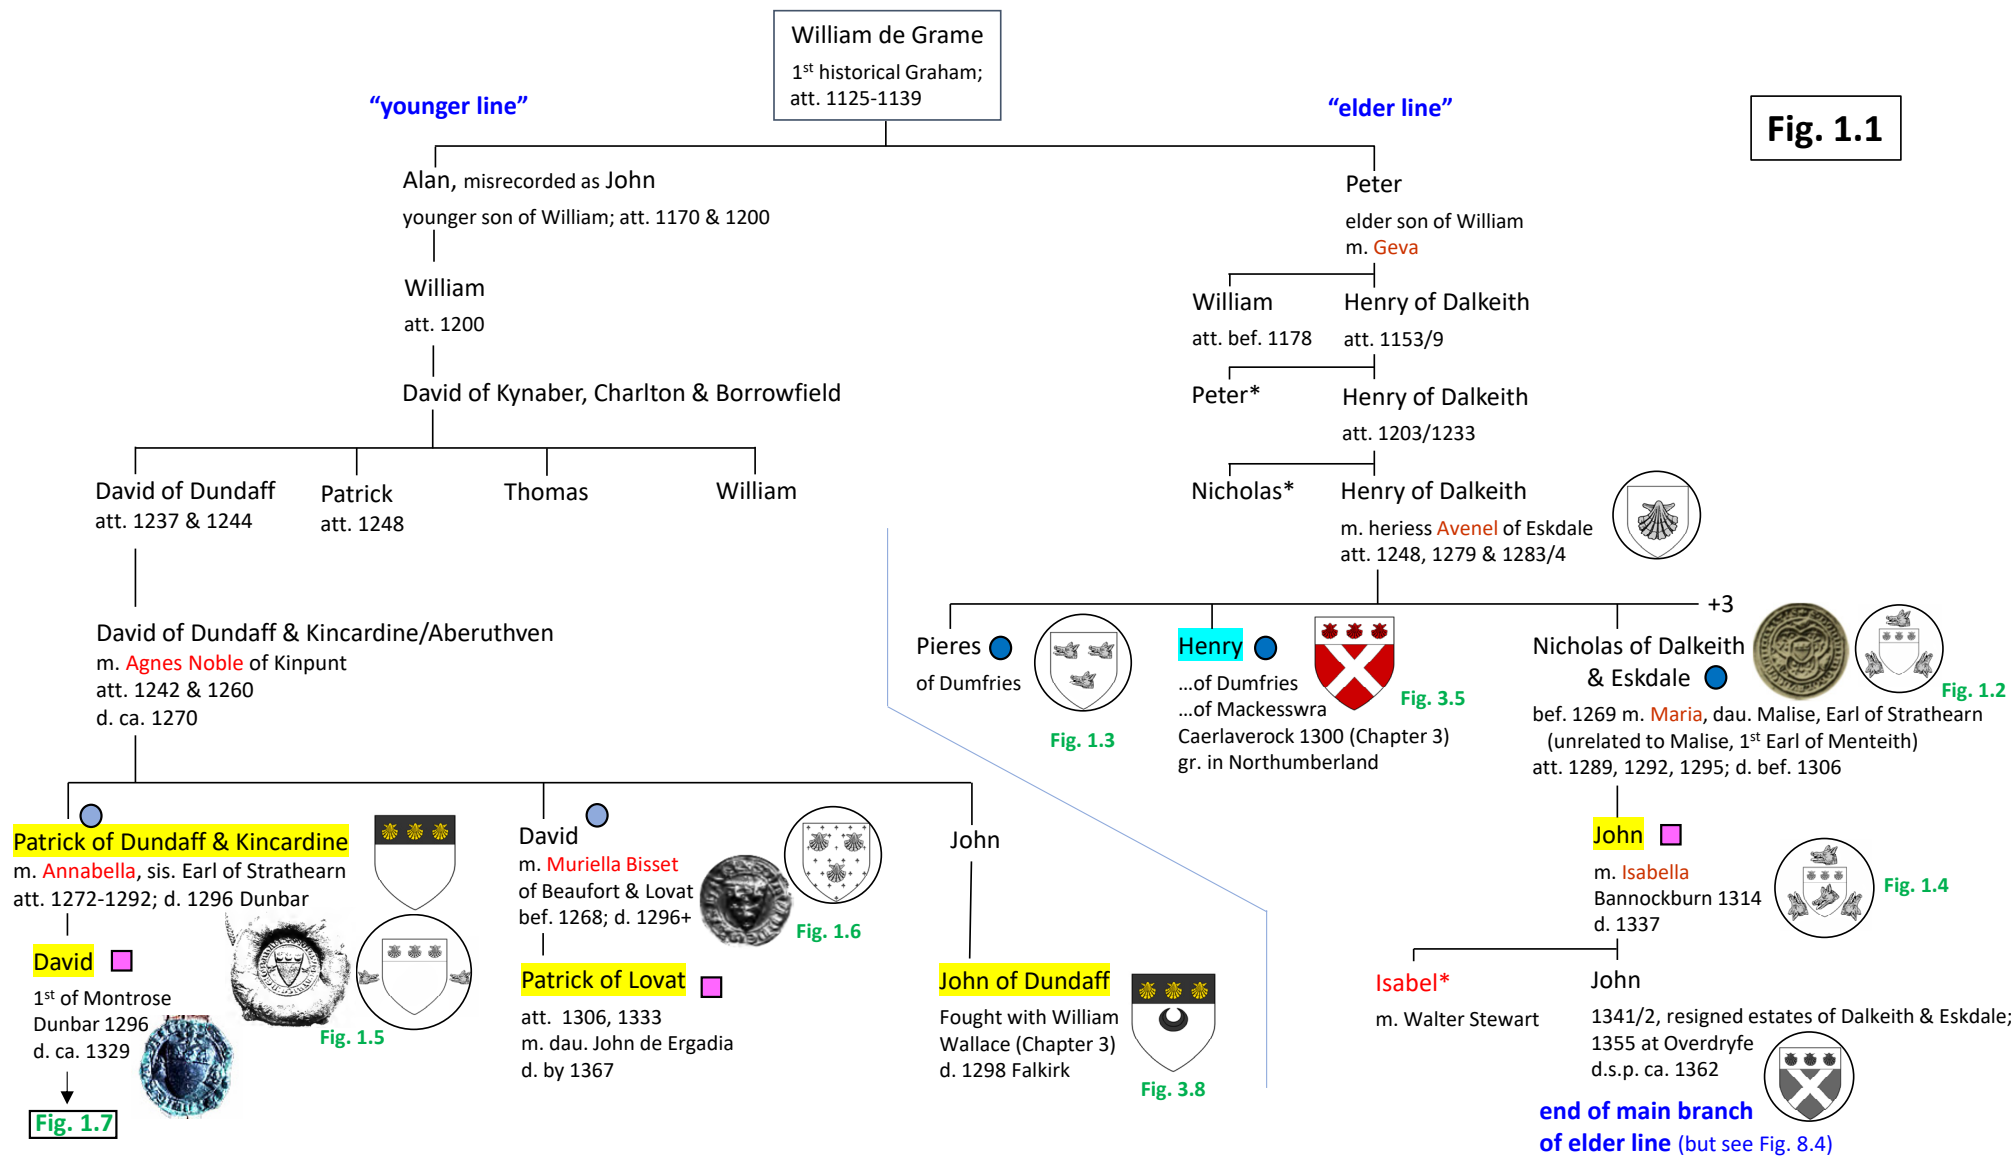 William de Grame
1st historical Graham;
att. 1125-1139
“younger line”
“elder line”
Fig. 1.1
Alan, misrecorded as John
younger son of William; att. 1170 & 1200
Peter
elder son of William
m. Geva
William
att. 1200
William
att. bef. 1178
Henry of Dalkeith
att. 1153/9
David of Kynaber, Charlton & Borrowfield
Peter*
Henry of Dalkeith
att. 1203/1233
David of Dundaff
att. 1237 & 1244
Patrick
att. 1248
Thomas
William
Nicholas*
Henry of Dalkeith
m. heriess Avenel of Eskdale
att. 1248, 1279 & 1283/4
+3
David of Dundaff & Kincardine/Aberuthven
m. Agnes Noble of Kinpunt
att. 1242 & 1260
d. ca. 1270
Pieres
of Dumfries
Fig. 1.3
Henry
...of Dumfries
...of Mackesswra
Caerlaverock 1300 (Chapter 3)
gr. in Northumberland
Fig. 3.5
Nicholas of Dalkeith
& Eskdale
Fig. 1.2
bef. 1269 m. Maria, dau. Malise, Earl of Strathearn
(unrelated to Malise, 1st Earl of Menteith)
att. 1289, 1292, 1295; d. bef. 1306
Patrick of Dundaff & Kincardine
m. Annabella, sis. Earl of Strathearn
att. 1272-1292; d. 1296 Dunbar
David
m. Muriella Bisset
of Beaufort & Lovat
bef. 1268; d. 1296+
Fig. 1.6
John
John
m. Isabella
Bannockburn 1314
d. 1337
Fig. 1.4
David
1st of Montrose
Dunbar 1296
d. ca. 1329
Fig. 1.5
Fig. 1.7
Patrick of Lovat
att. 1306, 1333
m. dau. John de Ergadia
d. by 1367
John of Dundaff
Fought with William
Wallace (Chapter 3)
d. 1298 Falkirk
Fig. 3.8
Isabel*
m. Walter Stewart
John
1341/2, resigned estates of Dalkeith & Eskdale;
1355 at Overdryfe
d.s.p. ca. 1362
end of main branch
of elder line (but see Fig. 8.4)